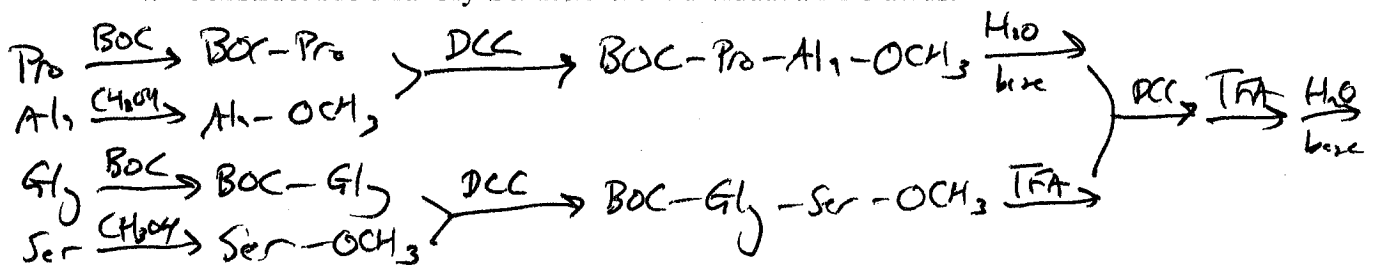 Pro BOC → BOC-Pro DCC → BOC-Pro-Ala-OCH3 H2O base →
Ala CH3OH → Ala-OCH3 DCC → TFA → H2O base →
Gly BOC → BOC-Gly DCC → BOC-Gly-Ser-OCH3 TFA →
Ser CH3OH → Ser-OCH3